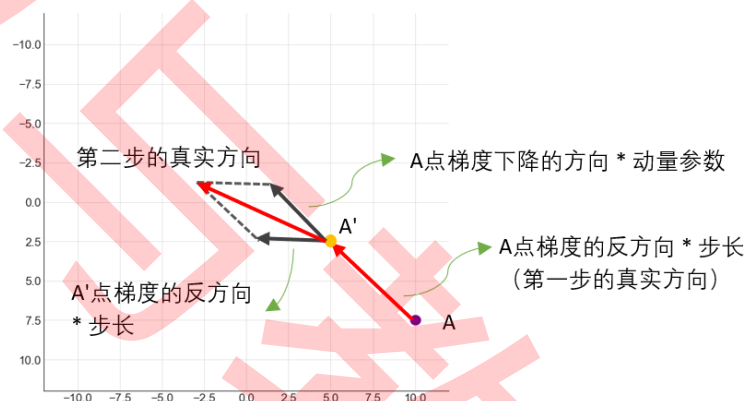 -10.0
-7.5
-5.0
-2.5
0.0
2.5
5.0
7.5
10.0
第二步的真实方向
A点梯度下降的方向 * 动量参数
A'
A点梯度的反方向 * 步长
（第一步的真实方向）
A'点梯度的反方向
* 步长
A
-10.0 -7.5 -5.0 -2.5 0.0 2.5 5.0 7.5 10.0